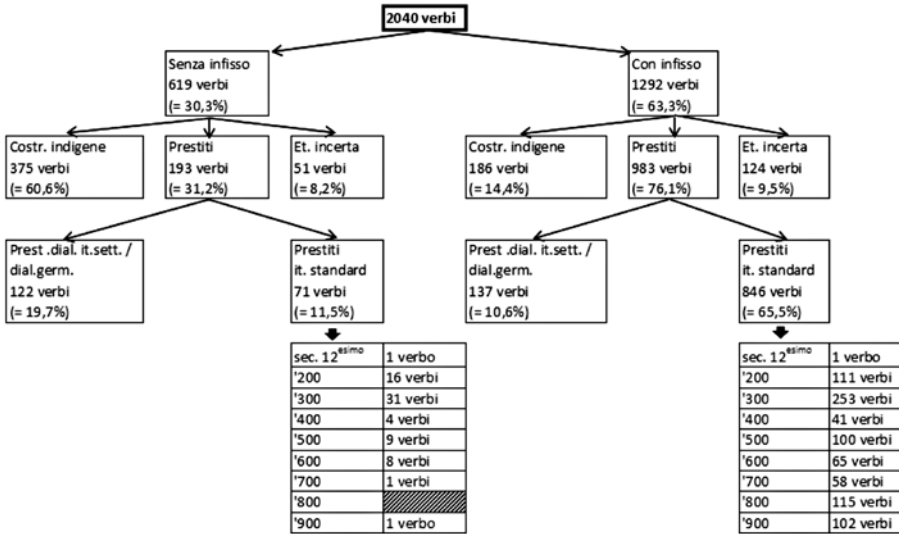 2040 verbi
Senza infisso
619 verbi
(= 30,3%)
Con infisso
1292 verbi
(= 63,3%)
Costr. indigene
375 verbi
(= 60,6%)
Prestiti
193 verbi
(= 31,2%)
Et. incerta
51 verbi
(= 8,2%)
Costr. indigene
186 verbi
(= 14,4%)
Prestiti
983 verbi
(= 76,1%)
Et. incerta
124 verbi
(= 9,5%)
Prest .dial. it.sett. /
dial.germ.
122 verbi
(= 19,7%)
Prestiti
it. standard
71 verbi
(= 11,5%)
Prest .dial. it.sett. /
dial.germ.
137 verbi
(= 10,6%)
Prestiti
it. standard
846 verbi
(= 65,5%)
sec. 12esimo 1 verbo
'200 16 verbi
'300 31 verbi
'400 4 verbi
'500 9 verbi
'600 8 verbi
'700 1 verbi
'800
'900 1 verbo
sec. 12esimo 1 verbo
'200 111 verbi
'300 253 verbi
'400 41 verbi
'500 100 verbi
'600 65 verbi
'700 58 verbi
'800 115 verbi
'900 102 verbi